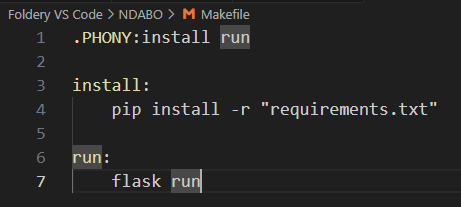 Foldery VS Code > NDABO > M Makefile
1 .PHONY:install run
2
3 install:
4     pip install -r "requirements.txt"
5
6 run:
7     flask run